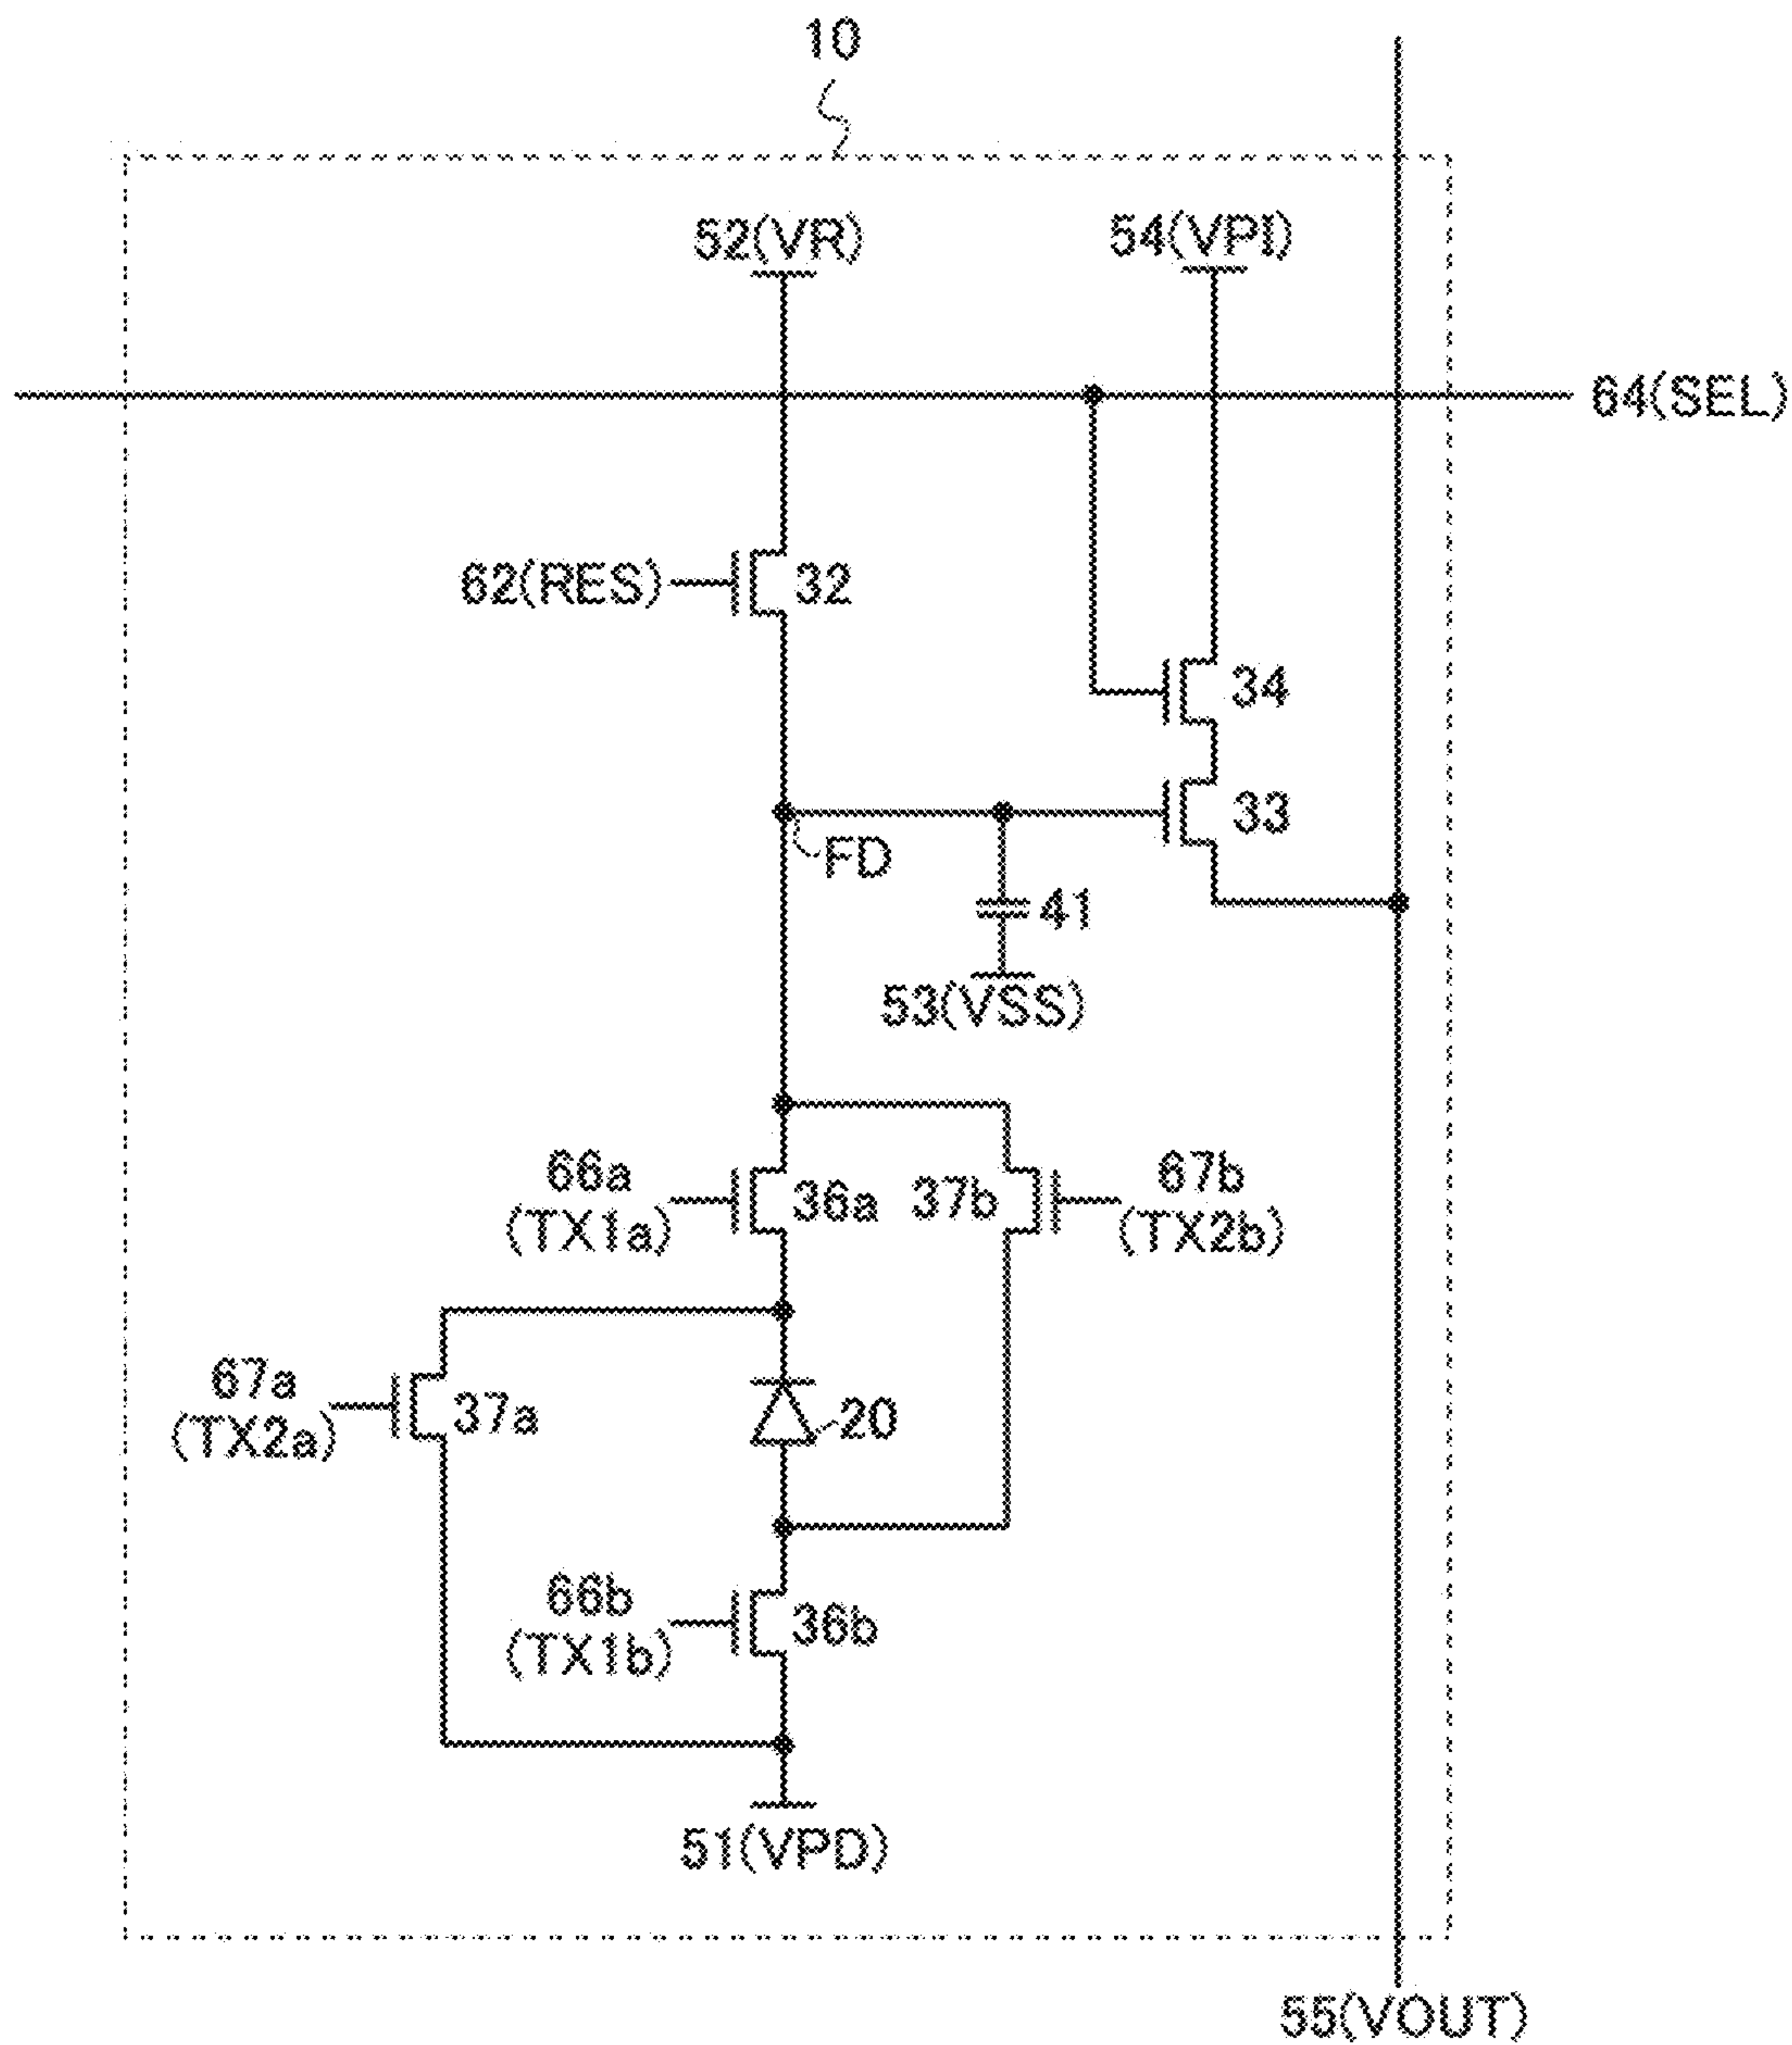 10
52(VR)
54(VPI)
64(SEL)
62(RES)
32
34
33
FD
41
53(VSS)
66a
(TX1a)
36a
37b
67b
(TX2b)
67a
(TX2a)
37a
20
66b
(TX1b)
36b
51(VPD)
55(VOUT)